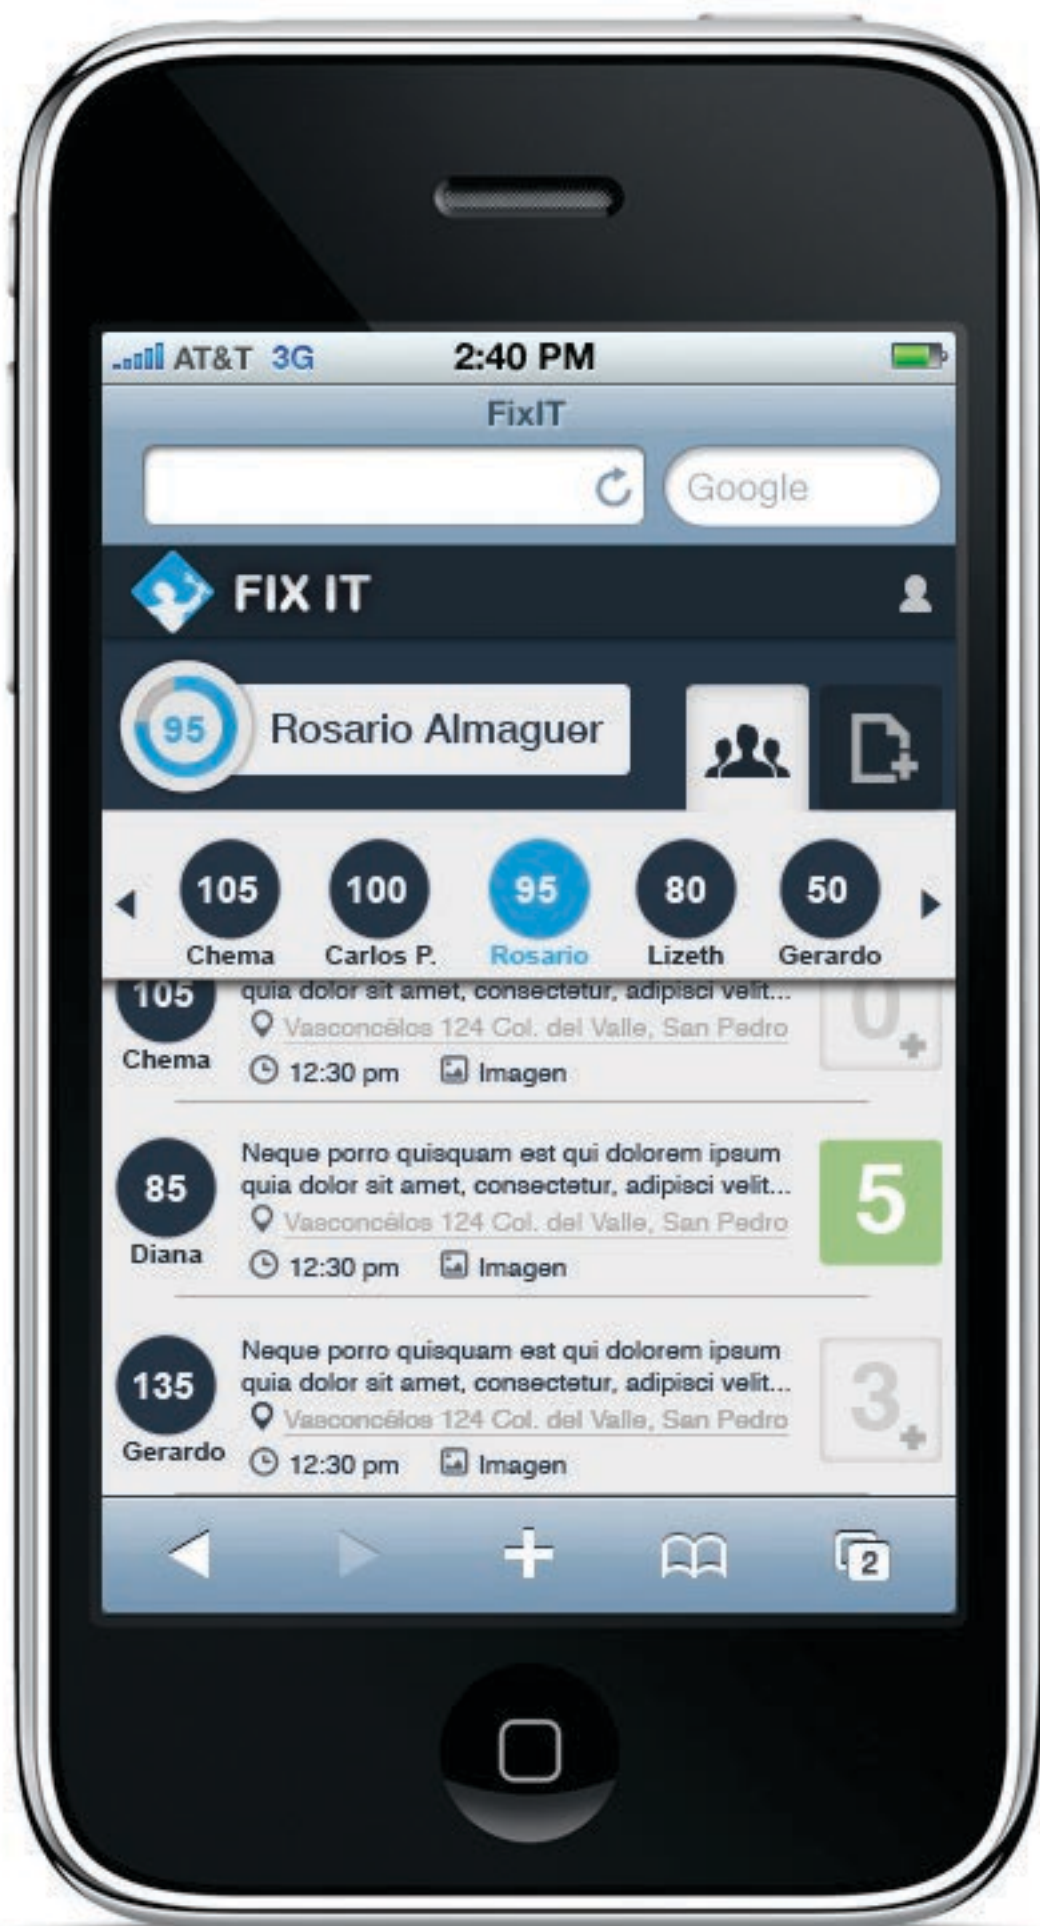 AT&T 3G 2:40 PM
FixIT
Google
FIX IT
95 Rosario Almaguer
105 100 95 80 50
Chema Carlos P. Rosario Lizeth Gerardo
105 quia dolor sit amet, consectetur, adipisci velit... 0
Vasconcélos 124 Col. del Valle, San Pedro
Chema 12:30 pm Imagen
Neque porro quisquam est qui dolorem ipsum
85 quia dolor sit amet, consectetur, adipisci velit... 5
Vasconcélos 124 Col. del Valle, San Pedro
Diana 12:30 pm Imagen
Neque porro quisquam est qui dolorem ipsum
135 quia dolor sit amet, consectetur, adipisci velit... 3
Vasconcélos 124 Col. del Valle, San Pedro
Gerardo 12:30 pm Imagen
2